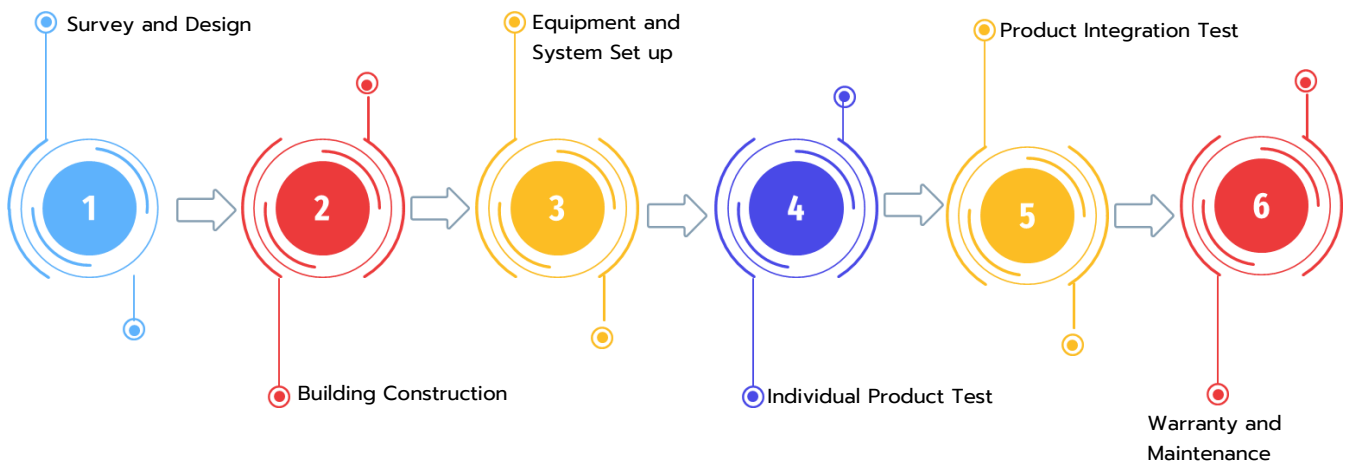 Survey and Design
Equipment and
System Set up
Product Integration Test
1
2
3
4
5
6
Building Construction
Individual Product Test
Warranty and
Maintenance